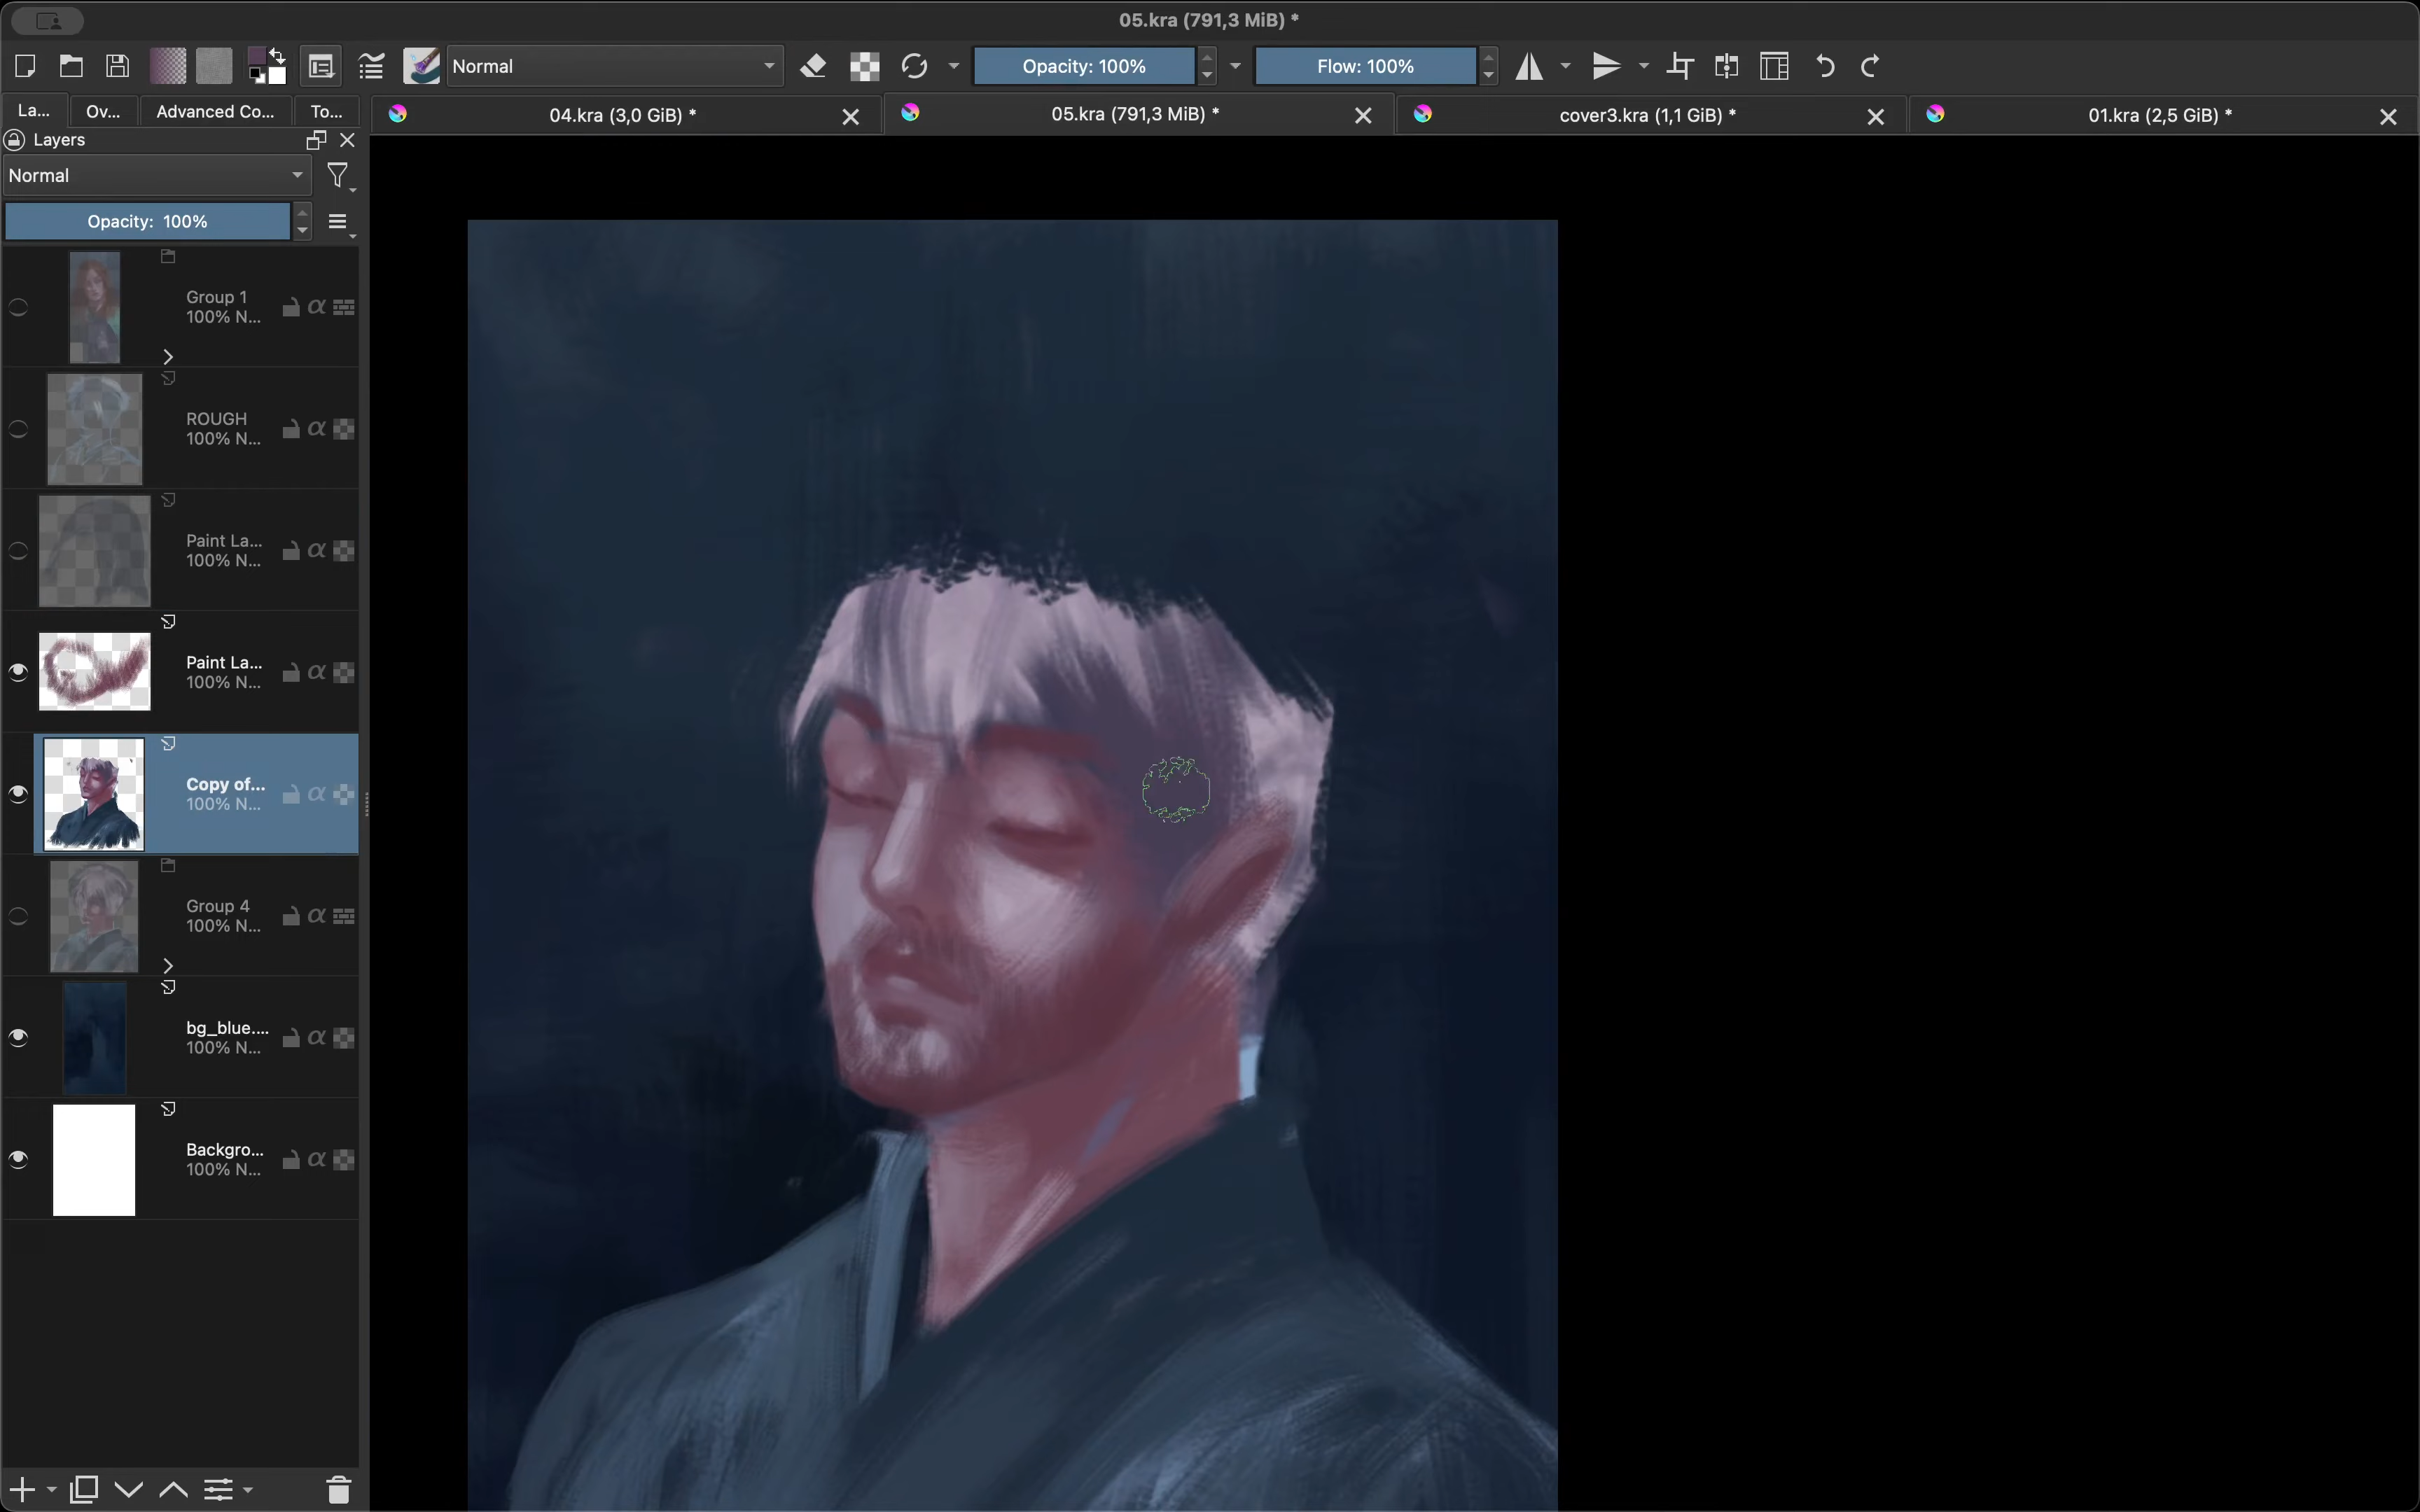 05.kra (791,3 MiB) *
Normal
Opacity: 100%
Flow: 100%
La...
Ov...
Advanced Co...
To...
04.kra (3,0 GiB) *
05.kra (791,3 MiB) *
cover3.kra (1,1 GiB) *
01.kra (2,5 GiB) *
Layers
Normal
Opacity: 100%
Group 1
100% N...
ROUGH
100% N...
Paint La...
100% N...
Paint La...
100% N...
Copy of...
100% N...
Group 4
100% N...
bg_blue....
100% N...
Backgro...
100% N...